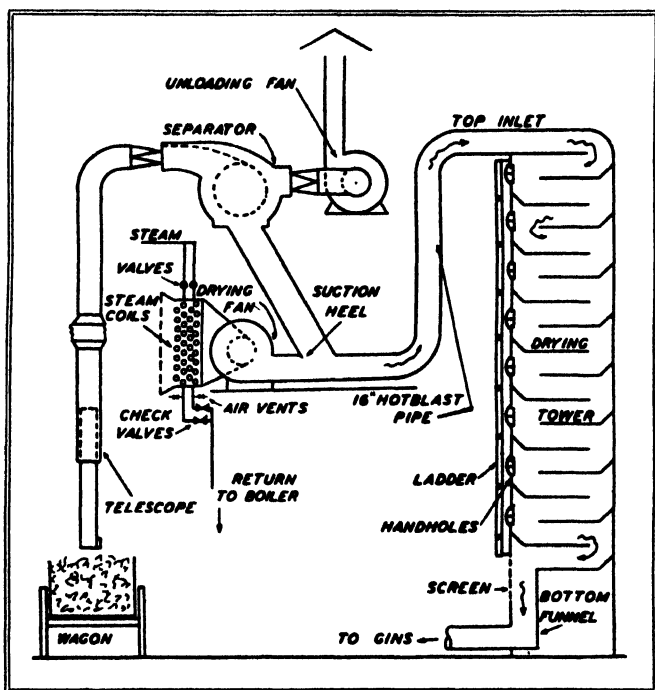 UNLOADING FAN
SEPARATOR
TOP INLET
STEAM
VALVES
STEAM
COILS
DRYING
FAN
SUCTION
HEEL
DRYING
TOWER
16" HOTBLAST
PIPE
CHECK
VALVES
AIR VENTS
RETURN
TO BOILER
TELESCOPE
LADDER
HANDHOLES
SCREEN
BOTTOM
FUNNEL
WAGON
TO GINS